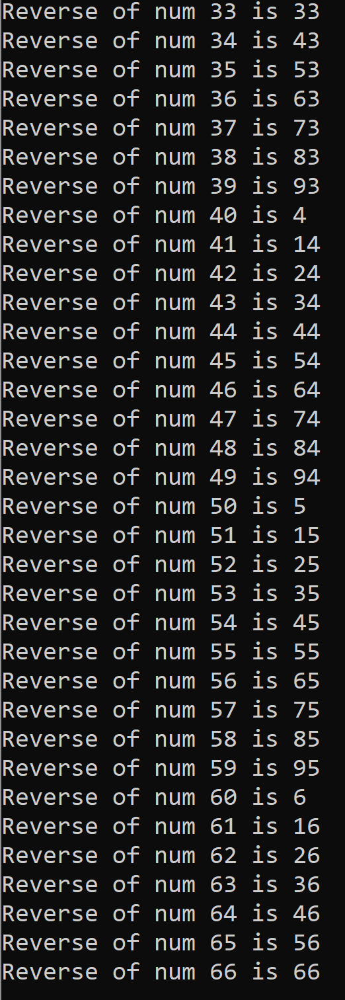 Reverse of num 33 is 33
Reverse of num 34 is 43
Reverse of num 35 is 53
Reverse of num 36 is 63
Reverse of num 37 is 73
Reverse of num 38 is 83
Reverse of num 39 is 93
Reverse of num 40 is 4
Reverse of num 41 is 14
Reverse of num 42 is 24
Reverse of num 43 is 34
Reverse of num 44 is 44
Reverse of num 45 is 54
Reverse of num 46 is 64
Reverse of num 47 is 74
Reverse of num 48 is 84
Reverse of num 49 is 94
Reverse of num 50 is 5
Reverse of num 51 is 15
Reverse of num 52 is 25
Reverse of num 53 is 35
Reverse of num 54 is 45
Reverse of num 55 is 55
Reverse of num 56 is 65
Reverse of num 57 is 75
Reverse of num 58 is 85
Reverse of num 59 is 95
Reverse of num 60 is 6
Reverse of num 61 is 16
Reverse of num 62 is 26
Reverse of num 63 is 36
Reverse of num 64 is 46
Reverse of num 65 is 56
Reverse of num 66 is 66